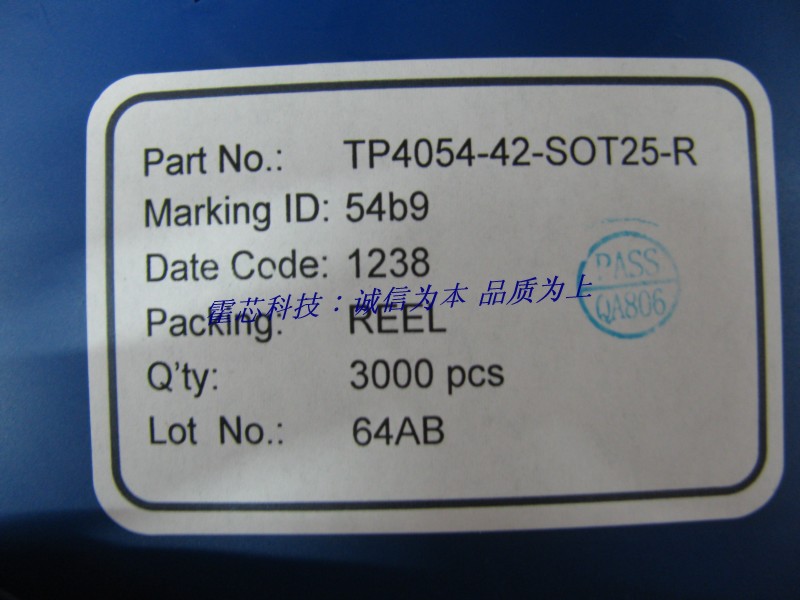 Part No.: TP4054-42-SOT25-R
Marking ID: 54b9
Date Code: 1238
雷芯科技：诚信为本 品质为上
Packing: REEL
Q'ty: 3000 pcs
Lot No.: 64AB
PASS
QA806